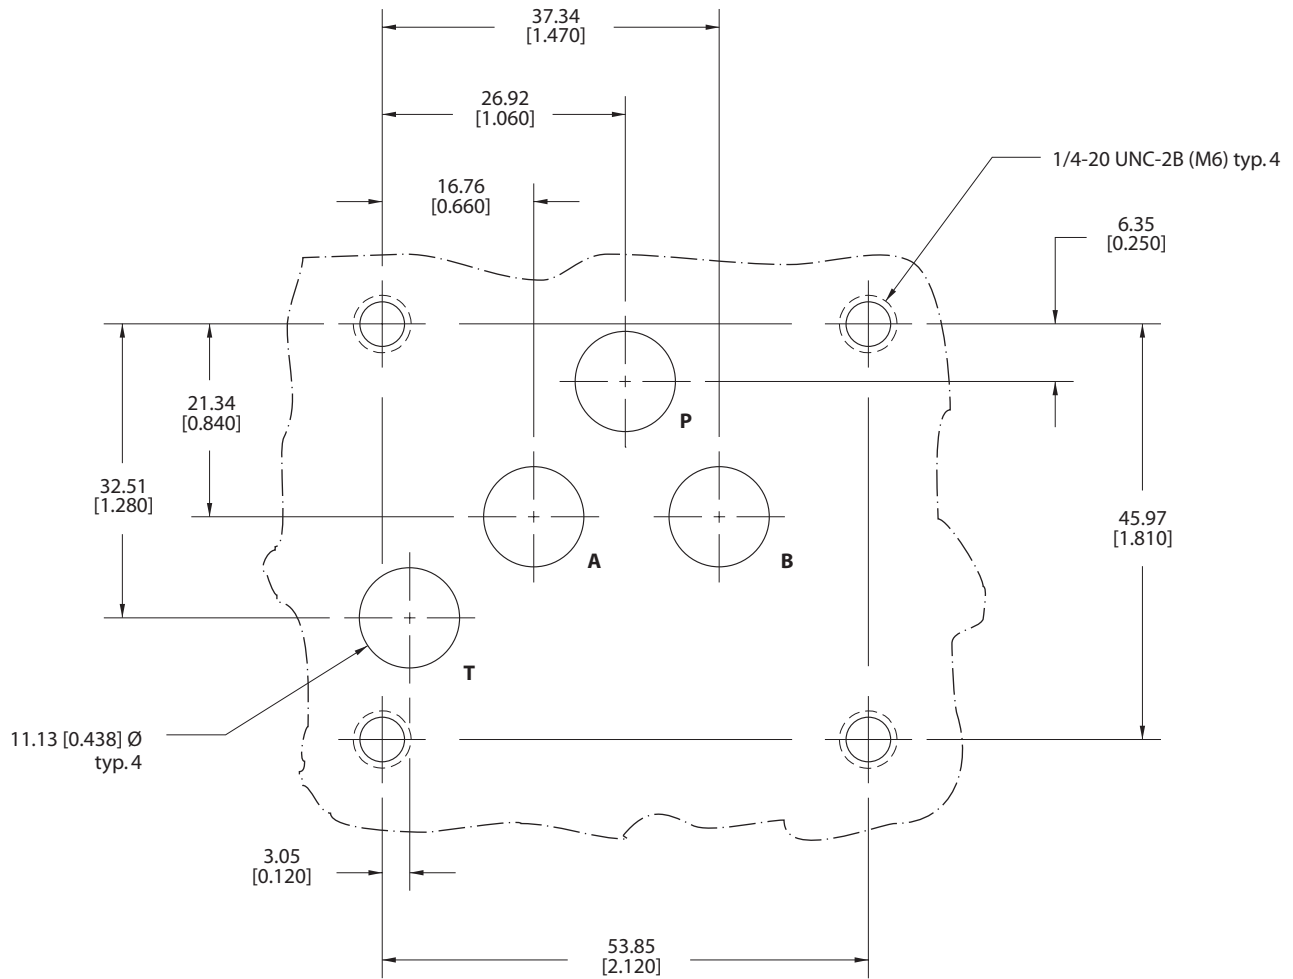 37.34
[1.470]
26.92
[1.060]
1/4-20 UNC-2B (M6) typ. 4
16.76
[0.660]
6.35
[0.250]
21.34
[0.840]
P
32.51
[1.280]
45.97
[1.810]
A
B
T
11.13 [0.438] Ø
typ. 4
3.05
[0.120]
53.85
[2.120]